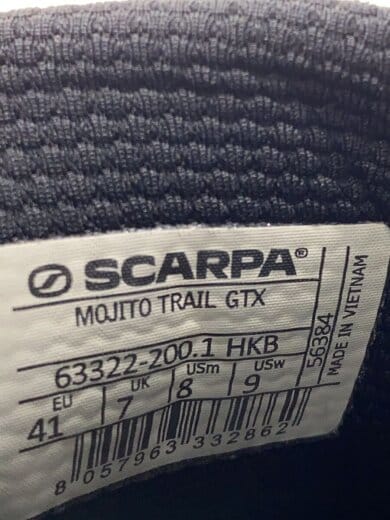 SCARPA®
MOJITO TRAIL GTX
63322-200.1 HKB
EU UK USm USw
41 7 8 9
8 057963 332862
56384
MADE IN VIETNAM